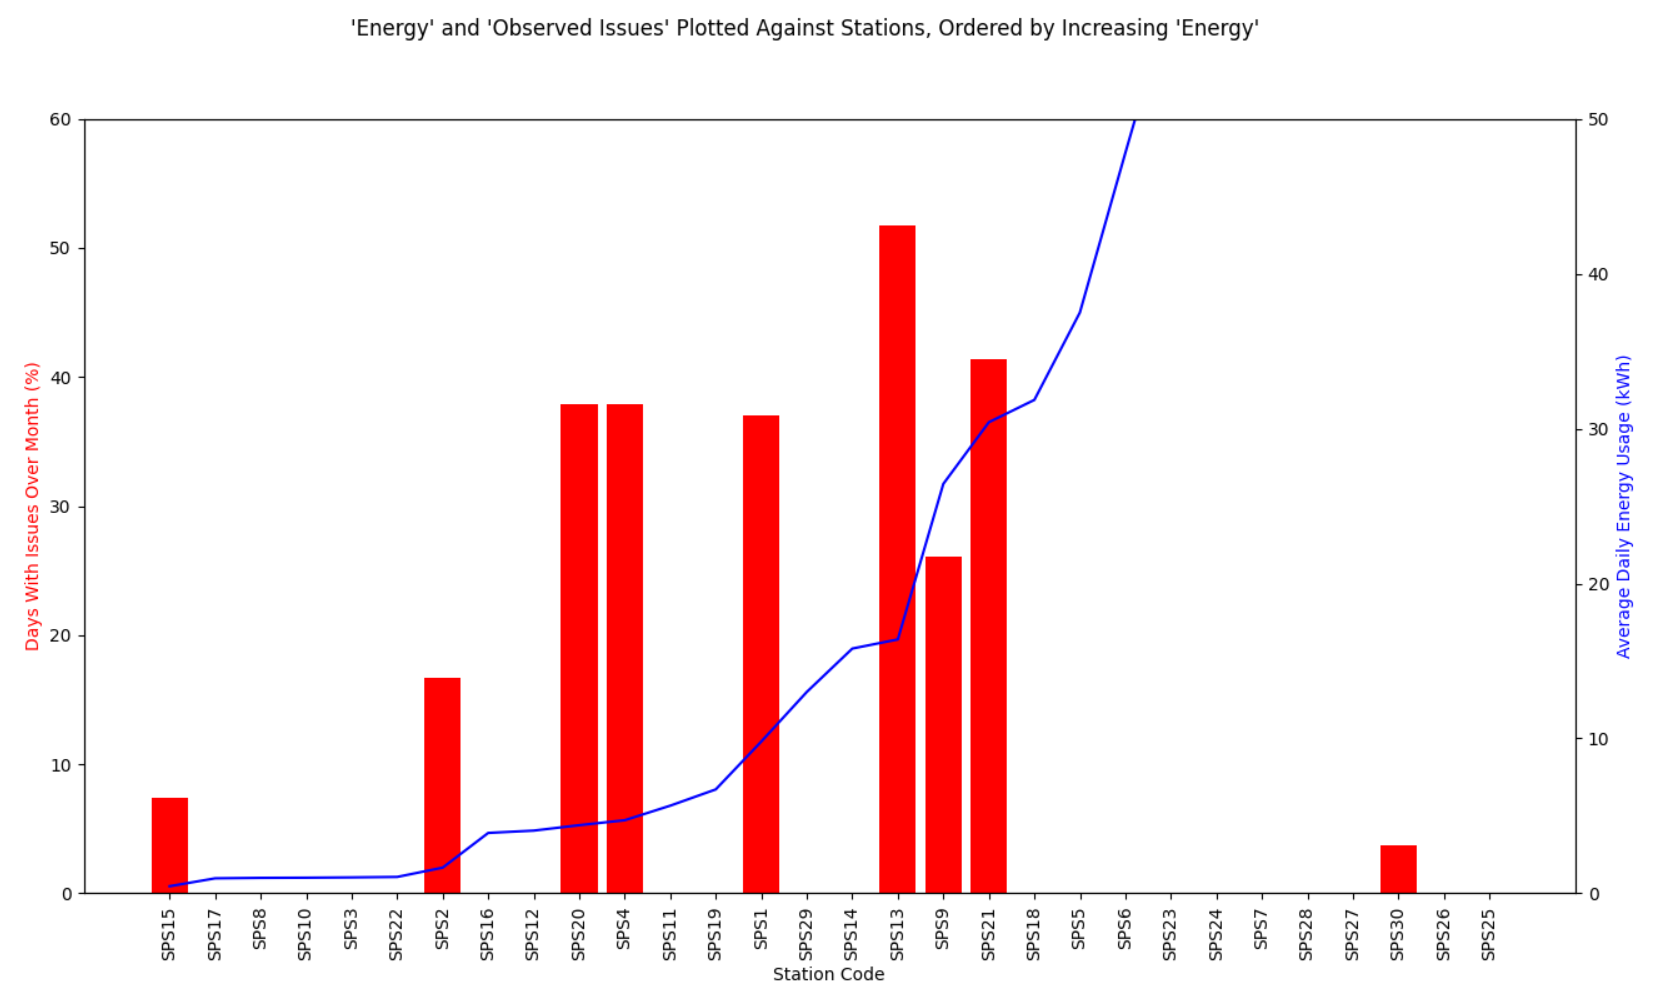 'Energy' and 'Observed Issues' Plotted Against Stations, Ordered by Increasing 'Energy'
Days With Issues Over Month (%)
60
50
40
30
20
10
0
50
40
30
20
10
0
Average Daily Energy Usage (kWh)
SPS15
SPS17
SPS8
SPS10
SPS3
SPS22
SPS2
SPS16
SPS12
SPS20
SPS4
SPS11
SPS19
SPS1
SPS29
SPS14
SPS13
SPS9
SPS21
SPS18
SPS5
SPS6
SPS23
SPS24
SPS7
SPS28
SPS27
SPS30
SPS26
SPS25
Station Code